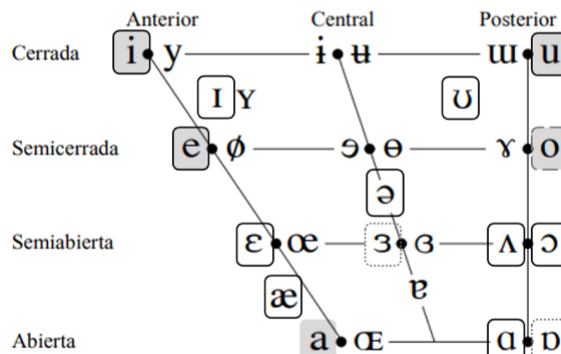 Anterior Central Posterior
Cerrada i y ɨ ʉ ɯ u
ɪ ʏ ʊ
Semicerrada e ø ɘ ɵ ɤ o
ə
Semiabierta ɛ œ ɜ ɞ ʌ ɔ
æ ɐ
Abierta a ɶ ɑ ɒ